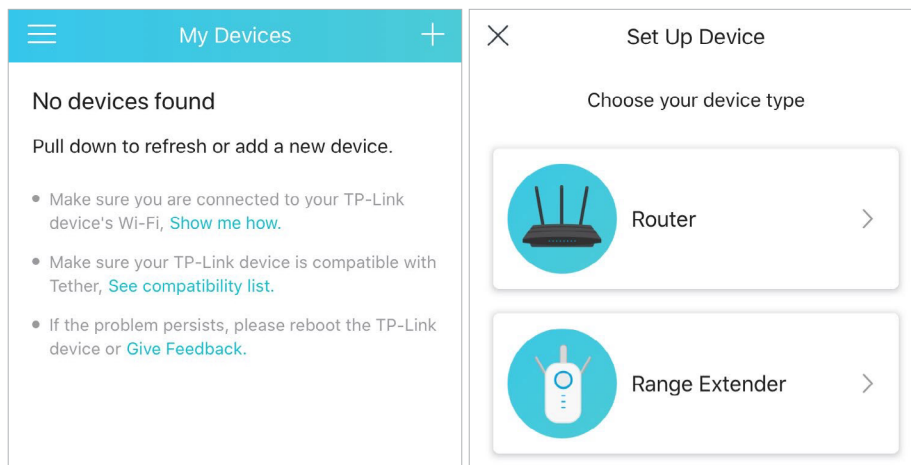 My Devices
No devices found
Pull down to refresh or add a new device.
Make sure you are connected to your TP-Link
device's Wi-Fi, Show me how.
Make sure your TP-Link device is compatible with
Tether, See compatibility list.
If the problem persists, please reboot the TP-Link
device or Give Feedback.
Set Up Device
Choose your device type
Router
Range Extender